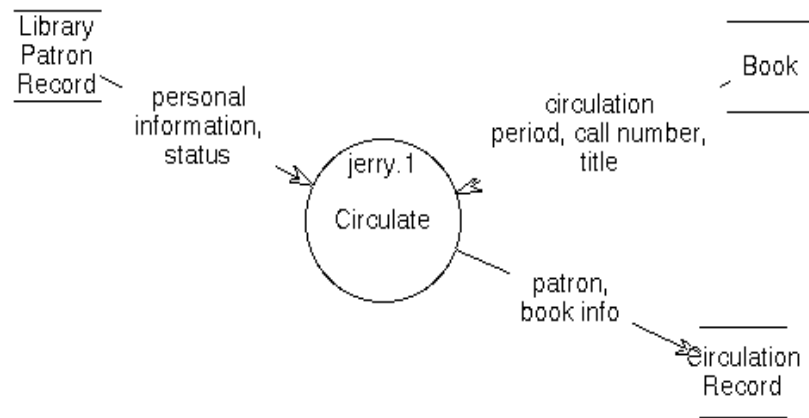 Library
Patron
Record
Book
personal
information,
status
circulation
period, call number,
title
jerry.1
Circulate
patron,
book info
Circulation
Record